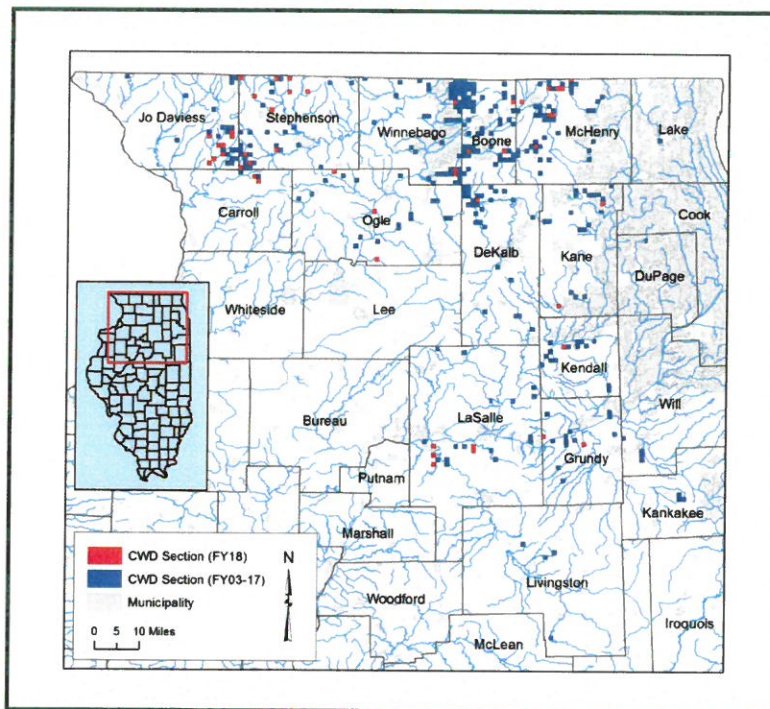 Jo Daviess
Stephenson
Winnebago
Boone
McHenry
Lake
Carroll
Ogle
DeKalb
Kane
Cook
DuPage
Whiteside
Lee
Kendall
Will
Bureau
LaSalle
Grundy
Putnam
Kankakee
Marshall
Livingston
Woodford
Iroquois
McLean
CWD Section (FY18)
CWD Section (FY03-17)
Municipality
N
0 5 10 Miles